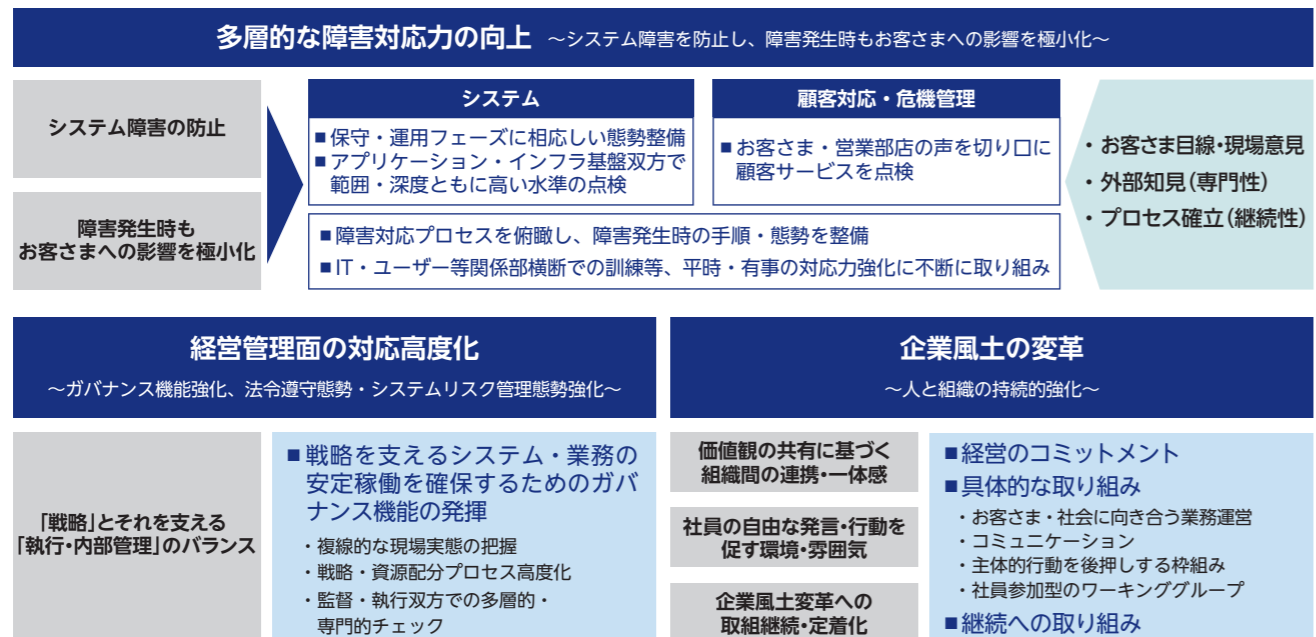 多層的な障害対応力の向上 ～システム障害を防止し、障害発生時もお客さまへの影響を極小化～
システム障害の防止
障害発生時も
お客さまへの影響を極小化
システム
■保守・運用フェーズに相応しい態勢整備
■アプリケーション・インフラ基盤双方で
範囲・深度ともに高い水準の点検
顧客対応・危機管理
■お客さま・営業部店の声を切り口に
顧客サービスを点検
■障害対応プロセスを俯瞰し、障害発生時の手順・態勢を整備
■IT・ユーザー等関係部横断での訓練等、平時・有事の対応力強化に不断に取り組み
・お客さま目線・現場意見
・外部知見（専門性）
・プロセス確立（継続性）
経営管理面の対応高度化
～ガバナンス機能強化、法令遵守態勢・システムリスク管理態勢強化～
「戦略」とそれを支える
「執行・内部管理」のバランス
■戦略を支えるシステム・業務の
安定稼働を確保するためのガバ
ナンス機能の発揮
・複線的な現場実態の把握
・戦略・資源配分プロセス高度化
・監督・執行双方での多層的・
専門的チェック
企業風土の変革
～人と組織の持続的強化～
価値観の共有に基づく
組織間の連携・一体感
社員の自由な発言・行動を
促す環境・雰囲気
企業風土変革への
取組継続・定着化
■経営のコミットメント
■具体的な取り組み
・お客さま・社会に向き合う業務運営
・コミュニケーション
・主体的行動を後押しする枠組み
・社員参加型のワーキンググループ
■継続への取り組み